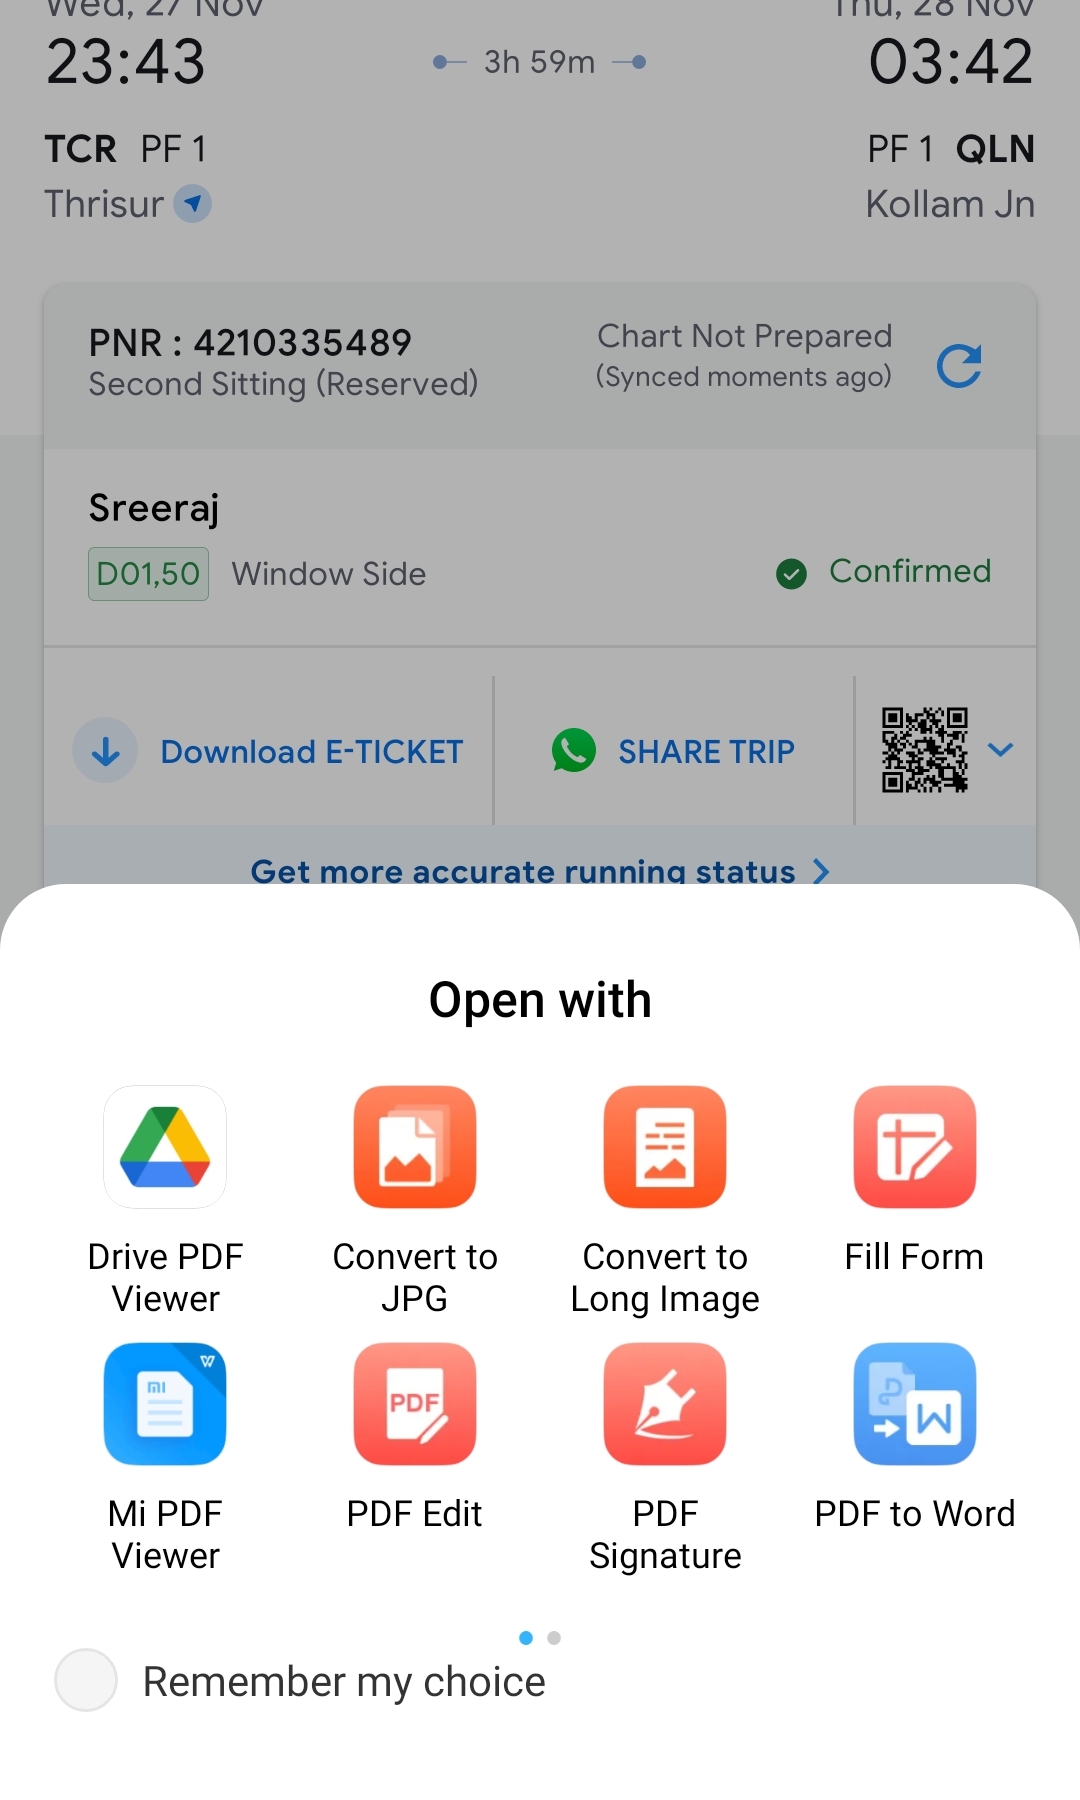 Wed, 27 Nov
Thu, 28 Nov
23:43
3h 59m
03:42
TCR PF 1
PF 1 QLN
Thrisur
Kollam Jn
PNR : 4210335489
Chart Not Prepared
Second Sitting (Reserved)
(Synced moments ago)
Sreeraj
D01,50 Window Side
Confirmed
Download E-TICKET
SHARE TRIP
Get more accurate running status
Open with
Drive PDF
Viewer
Convert to
JPG
Convert to
Long Image
Fill Form
Mi PDF
Viewer
PDF Edit
PDF
Signature
PDF to Word
Remember my choice